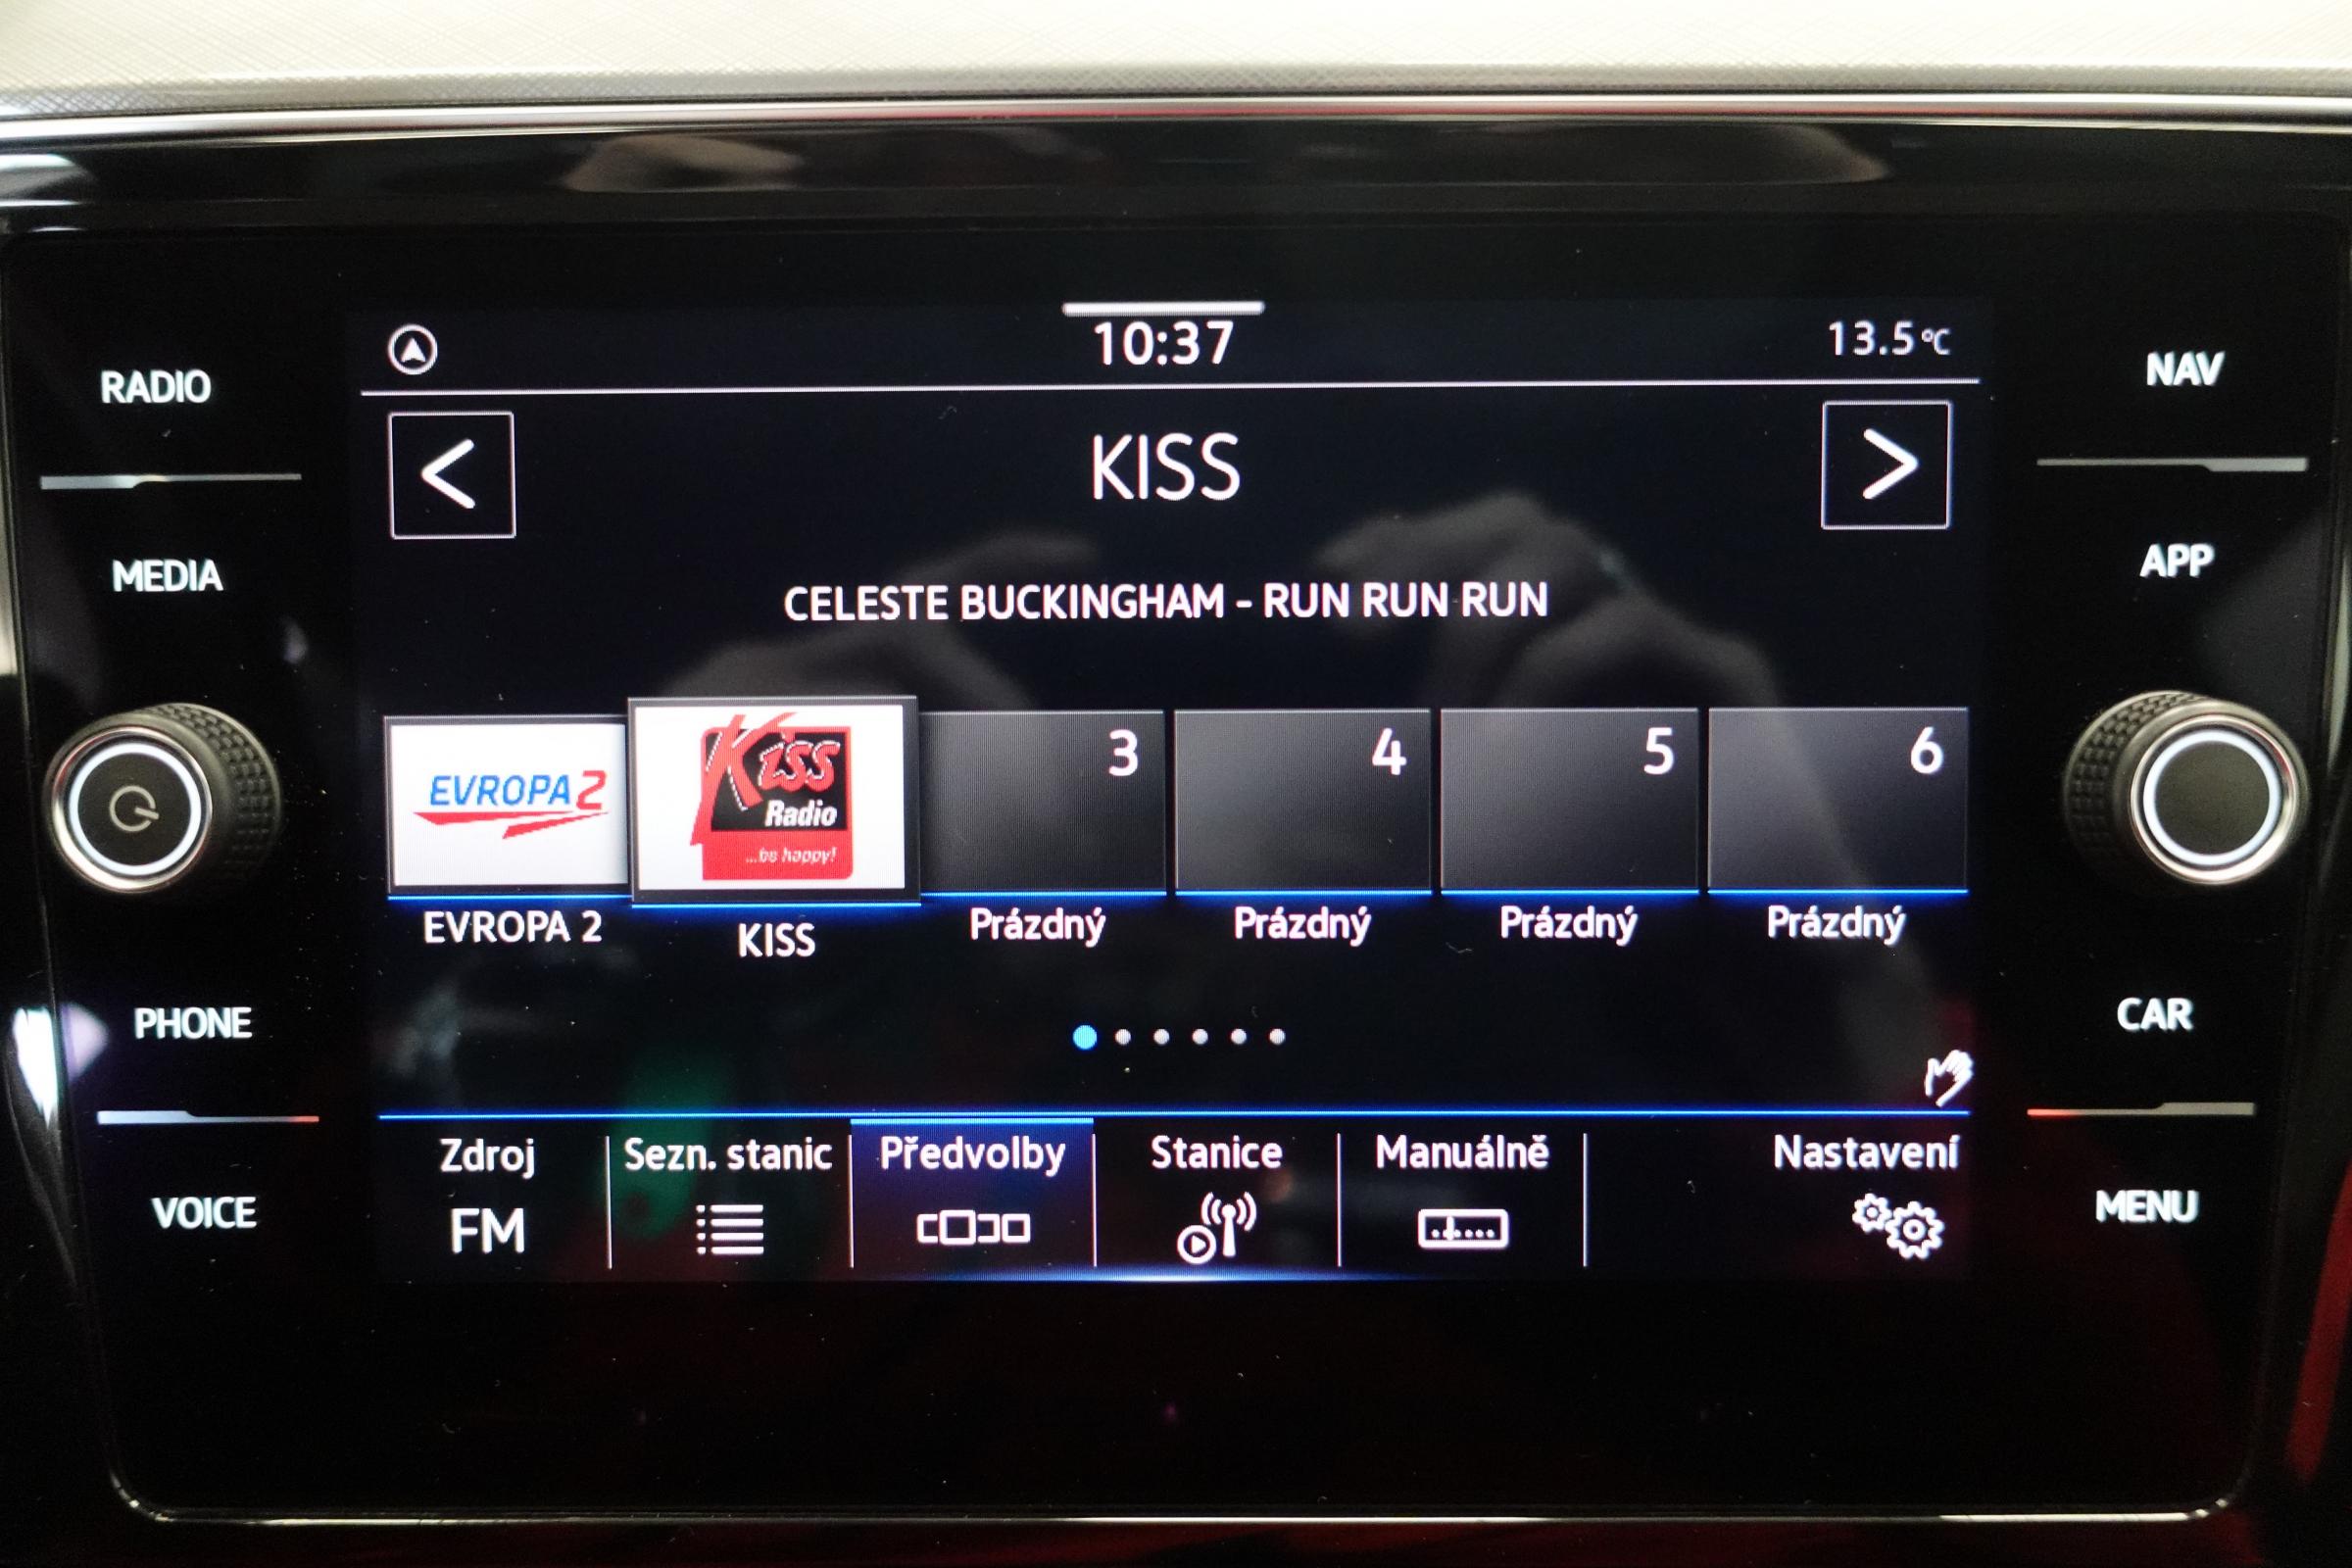 10:37
13.5°C
RADIO
NAV
<
KISS
>
MEDIA
APP
CELESTE BUCKINGHAM - RUN RUN RUN
EVROPA 2
Kiss
Radio
...be happy!
3
4
5
6
EVROPA 2
KISS
Prázdný
Prázdný
Prázdný
Prázdný
PHONE
CAR
Zdroj
FM
Sezn. stanic
Předvolby
Stanice
Manuálně
Nastavení
VOICE
MENU